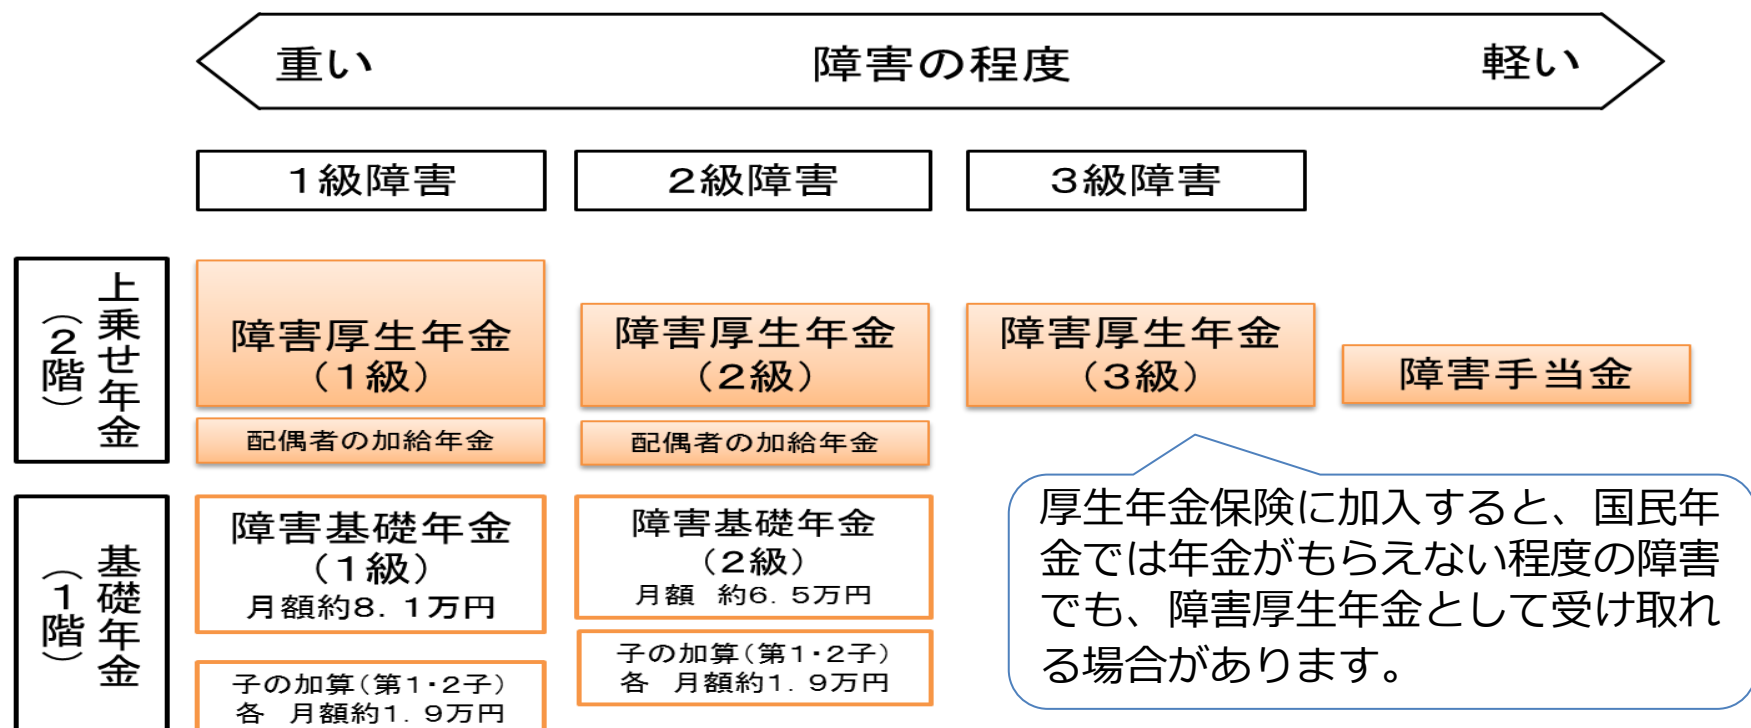 重い 障害の程度 軽い
1級障害 2級障害 3級障害
上乗せ年金
（2階）
障害厚生年金
（1級）
配偶者の加給年金
障害厚生年金
（2級）
配偶者の加給年金
障害厚生年金
（3級）
障害手当金
基礎年金
（1階）
障害基礎年金
（1級）
月額約8．1万円
子の加算（第1・2子）
各　月額約1．9万円
障害基礎年金
（2級）
月額　約6．5万円
子の加算（第1・2子）
各　月額約1．9万円
厚生年金保険に加入すると、国民年
金では年金がもらえない程度の障害
でも、障害厚生年金として受け取れ
る場合があります。